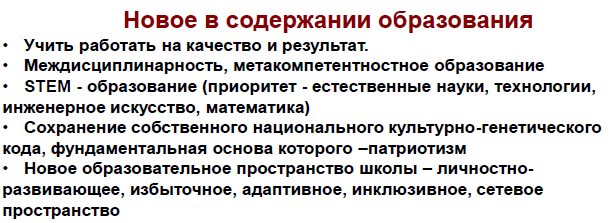 Новое в содержании образования
• Учить работать на качество и результат.
• Междисциплинарность, метакомпетентностное образование
• STEM - образование (приоритет - естественные науки, технологии,
инженерное искусство, математика)
• Сохранение собственного национального культурно-генетического
кода, фундаментальная основа которого –патриотизм
• Новое образовательное пространство школы – личностно-
развивающее, избыточное, адаптивное, инклюзивное, сетевое
пространство